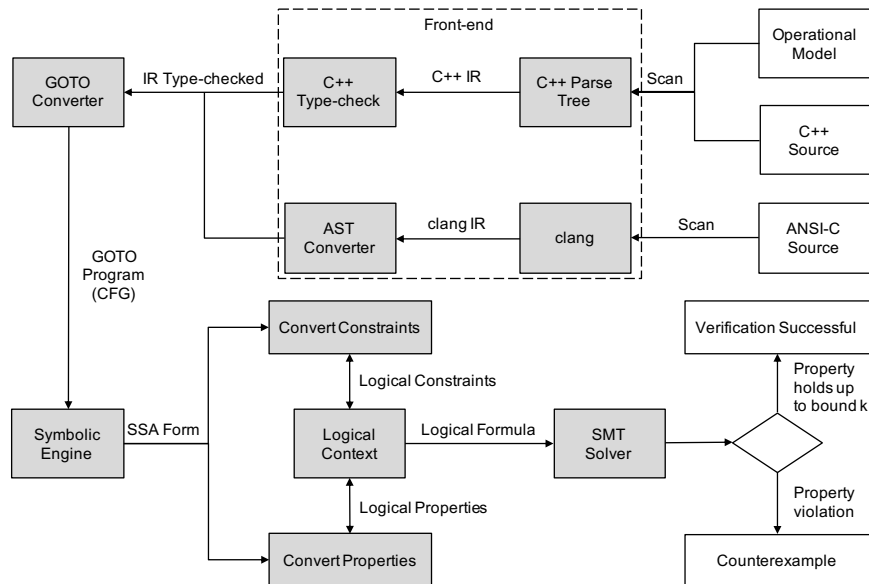 Front-end
Operational
Model
GOTO
Converter
IR Type-checked
C++
Type-check
C++ IR
C++ Parse
Tree
Scan
C++
Source
AST
Converter
clang IR
clang
Scan
ANSI-C
Source
GOTO
Program
(CFG)
Convert Constraints
Verification Successful
Logical Constraints
Property
holds up
to bound k
Symbolic
Engine
SSA Form
Logical
Context
Logical Formula
SMT
Solver
Logical Properties
Property
violation
Convert Properties
Counterexample